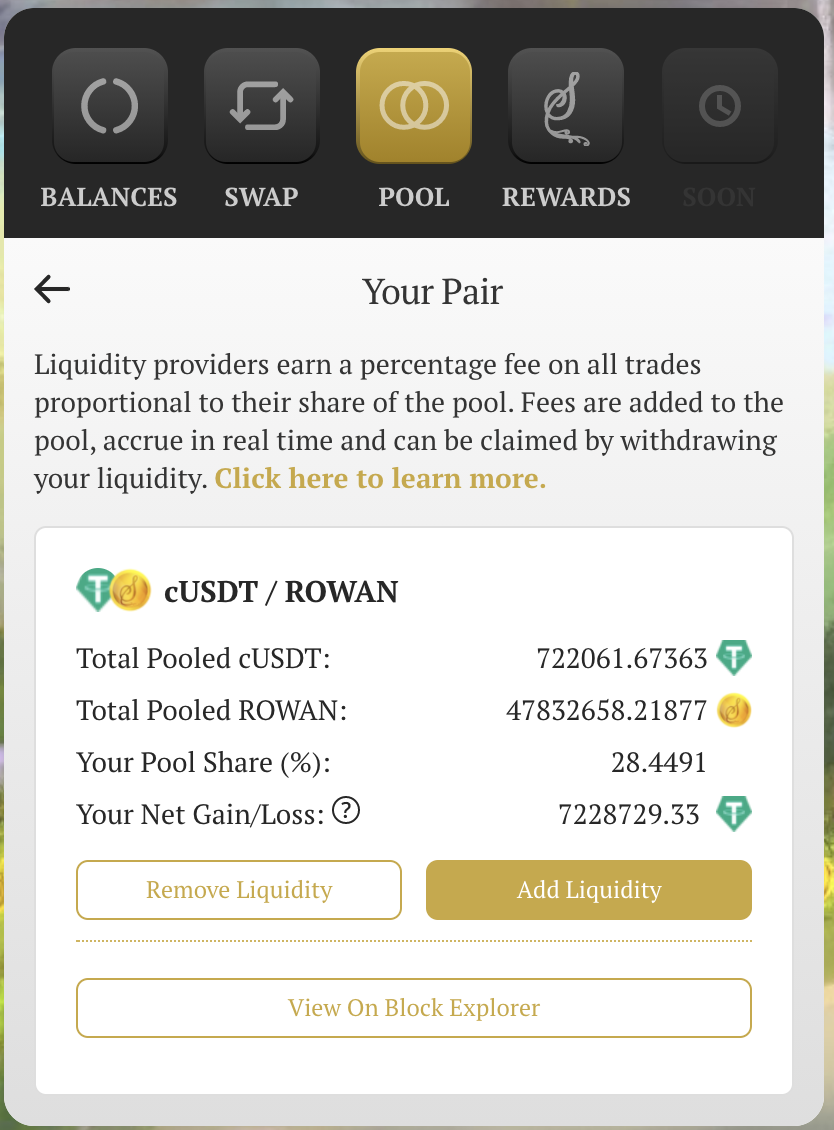 BALANCES SWAP POOL REWARDS SOON
Your Pair
Liquidity providers earn a percentage fee on all trades
proportional to their share of the pool. Fees are added to the
pool, accrue in real time and can be claimed by withdrawing
your liquidity. Click here to learn more.
cUSDT / ROWAN
Total Pooled cUSDT: 722061.67363
Total Pooled ROWAN: 47832658.21877
Your Pool Share (%): 28.4491
Your Net Gain/Loss: ? 7228729.33
Remove Liquidity Add Liquidity
View On Block Explorer